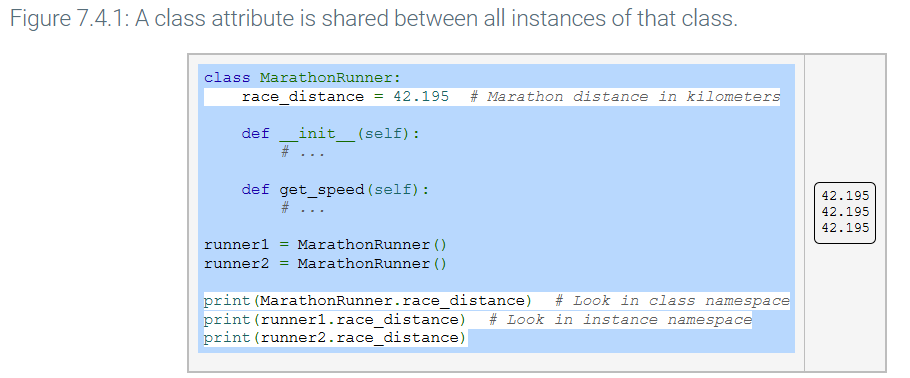 Figure 7.4.1: A class attribute is shared between all instances of that class.
class MarathonRunner:
    race_distance = 42.195  # Marathon distance in kilometers
    def __init__(self):
        # ...
    def get_speed(self):
        # ...
runner1 = MarathonRunner()
runner2 = MarathonRunner()
print(MarathonRunner.race_distance)  # Look in class namespace
print(runner1.race_distance)  # Look in instance namespace
print(runner2.race_distance)
42.195
42.195
42.195